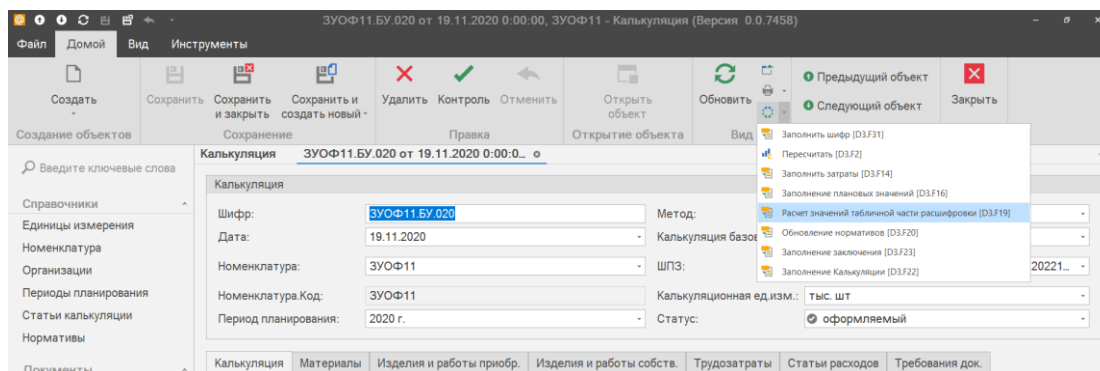 ЗУОФ11.БУ.020 от 19.11.2020 0:00:00, ЗУОФ11 - Калькуляция (Версия 0.0.7458)
Файл Домой Вид Инструменты
Создать Сохранить Сохранить и закрыть Сохранить и создать новый Удалить Контроль Отменить Открыть объект Обновить Предыдущий объект Следующий объект Закрыть
Создание объектов Сохранение Правка Открытие объекта Вид
Введите ключевые слова
Справочники
Единицы измерения
Номенклатура
Организации
Периоды планирования
Статьи калькуляции
Нормативы
Документы
Калькуляция ЗУОФ11.БУ.020 от 19.11.2020 0:00:0...
Калькуляция
Шифр: ЗУОФ11.БУ.020 Метод:
Дата: 19.11.2020 Калькуляция базов
Номенклатура: ЗУОФ11 ШПЗ: 20221...
Номенклатура.Код: ЗУОФ11 Калькуляционная ед.изм.: тыс. шт
Период планирования: 2020 г. Статус: оформляемый
Заполнить шифр [D3.F31]
Пересчитать [D3.F2]
Заполнить затраты [D3.F14]
Заполнение плановых значений [D3.F16]
Расчет значений табличной части расшифровки [D3.F19]
Обновление нормативов [D3.F20]
Заполнение заключения [D3.F23]
Заполнение Калькуляции [D3.F22]
Калькуляция Материалы Изделия и работы приобр. Изделия и работы собств. Трудозатраты Статьи расходов Требования док.